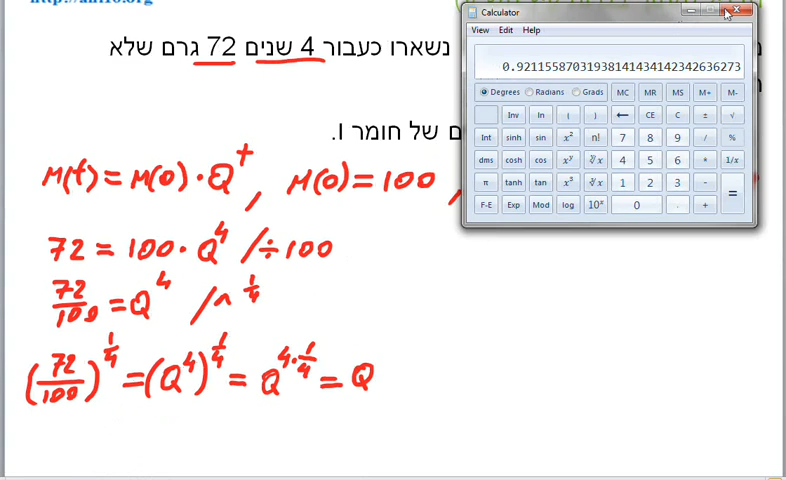 http://am10.org
Calculator
View Edit Help
נשארו כעבור 4 שנים 72 גרם שלא
0.92115587031938141434142342636273
Degrees Radians Grads MC MR MS M+ M-
Inv ln ( ) ← CE C ± √
Int sinh sin x² n! 7 8 9 / %
dms cosh cos xʸ ʸ√x 4 5 6 * 1/x
π tanh tan x³ ³√x 1 2 3 - =
F-E Exp Mod log 10ˣ 0 . +
של חומר I.
M(t) = M(0) · Q^t , M(0) = 100 ,
72 = 100 · Q^4 / ÷ 100
72/100 = Q^4 / ^ 1/4
(72/100)^1/4 = (Q^4)^1/4 = Q^4·1/4 = Q